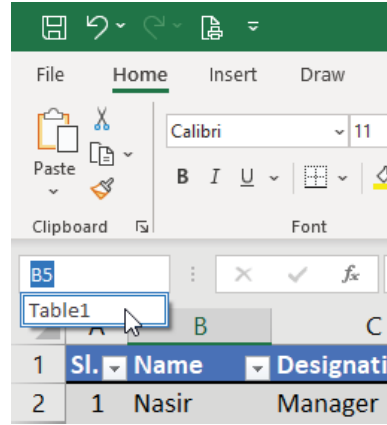 File Home Insert Draw
Calibri 11
Paste B I U
Clipboard Font
B5 fx
Table1
A B C
1 Sl. Name Designati
2 1 Nasir Manager